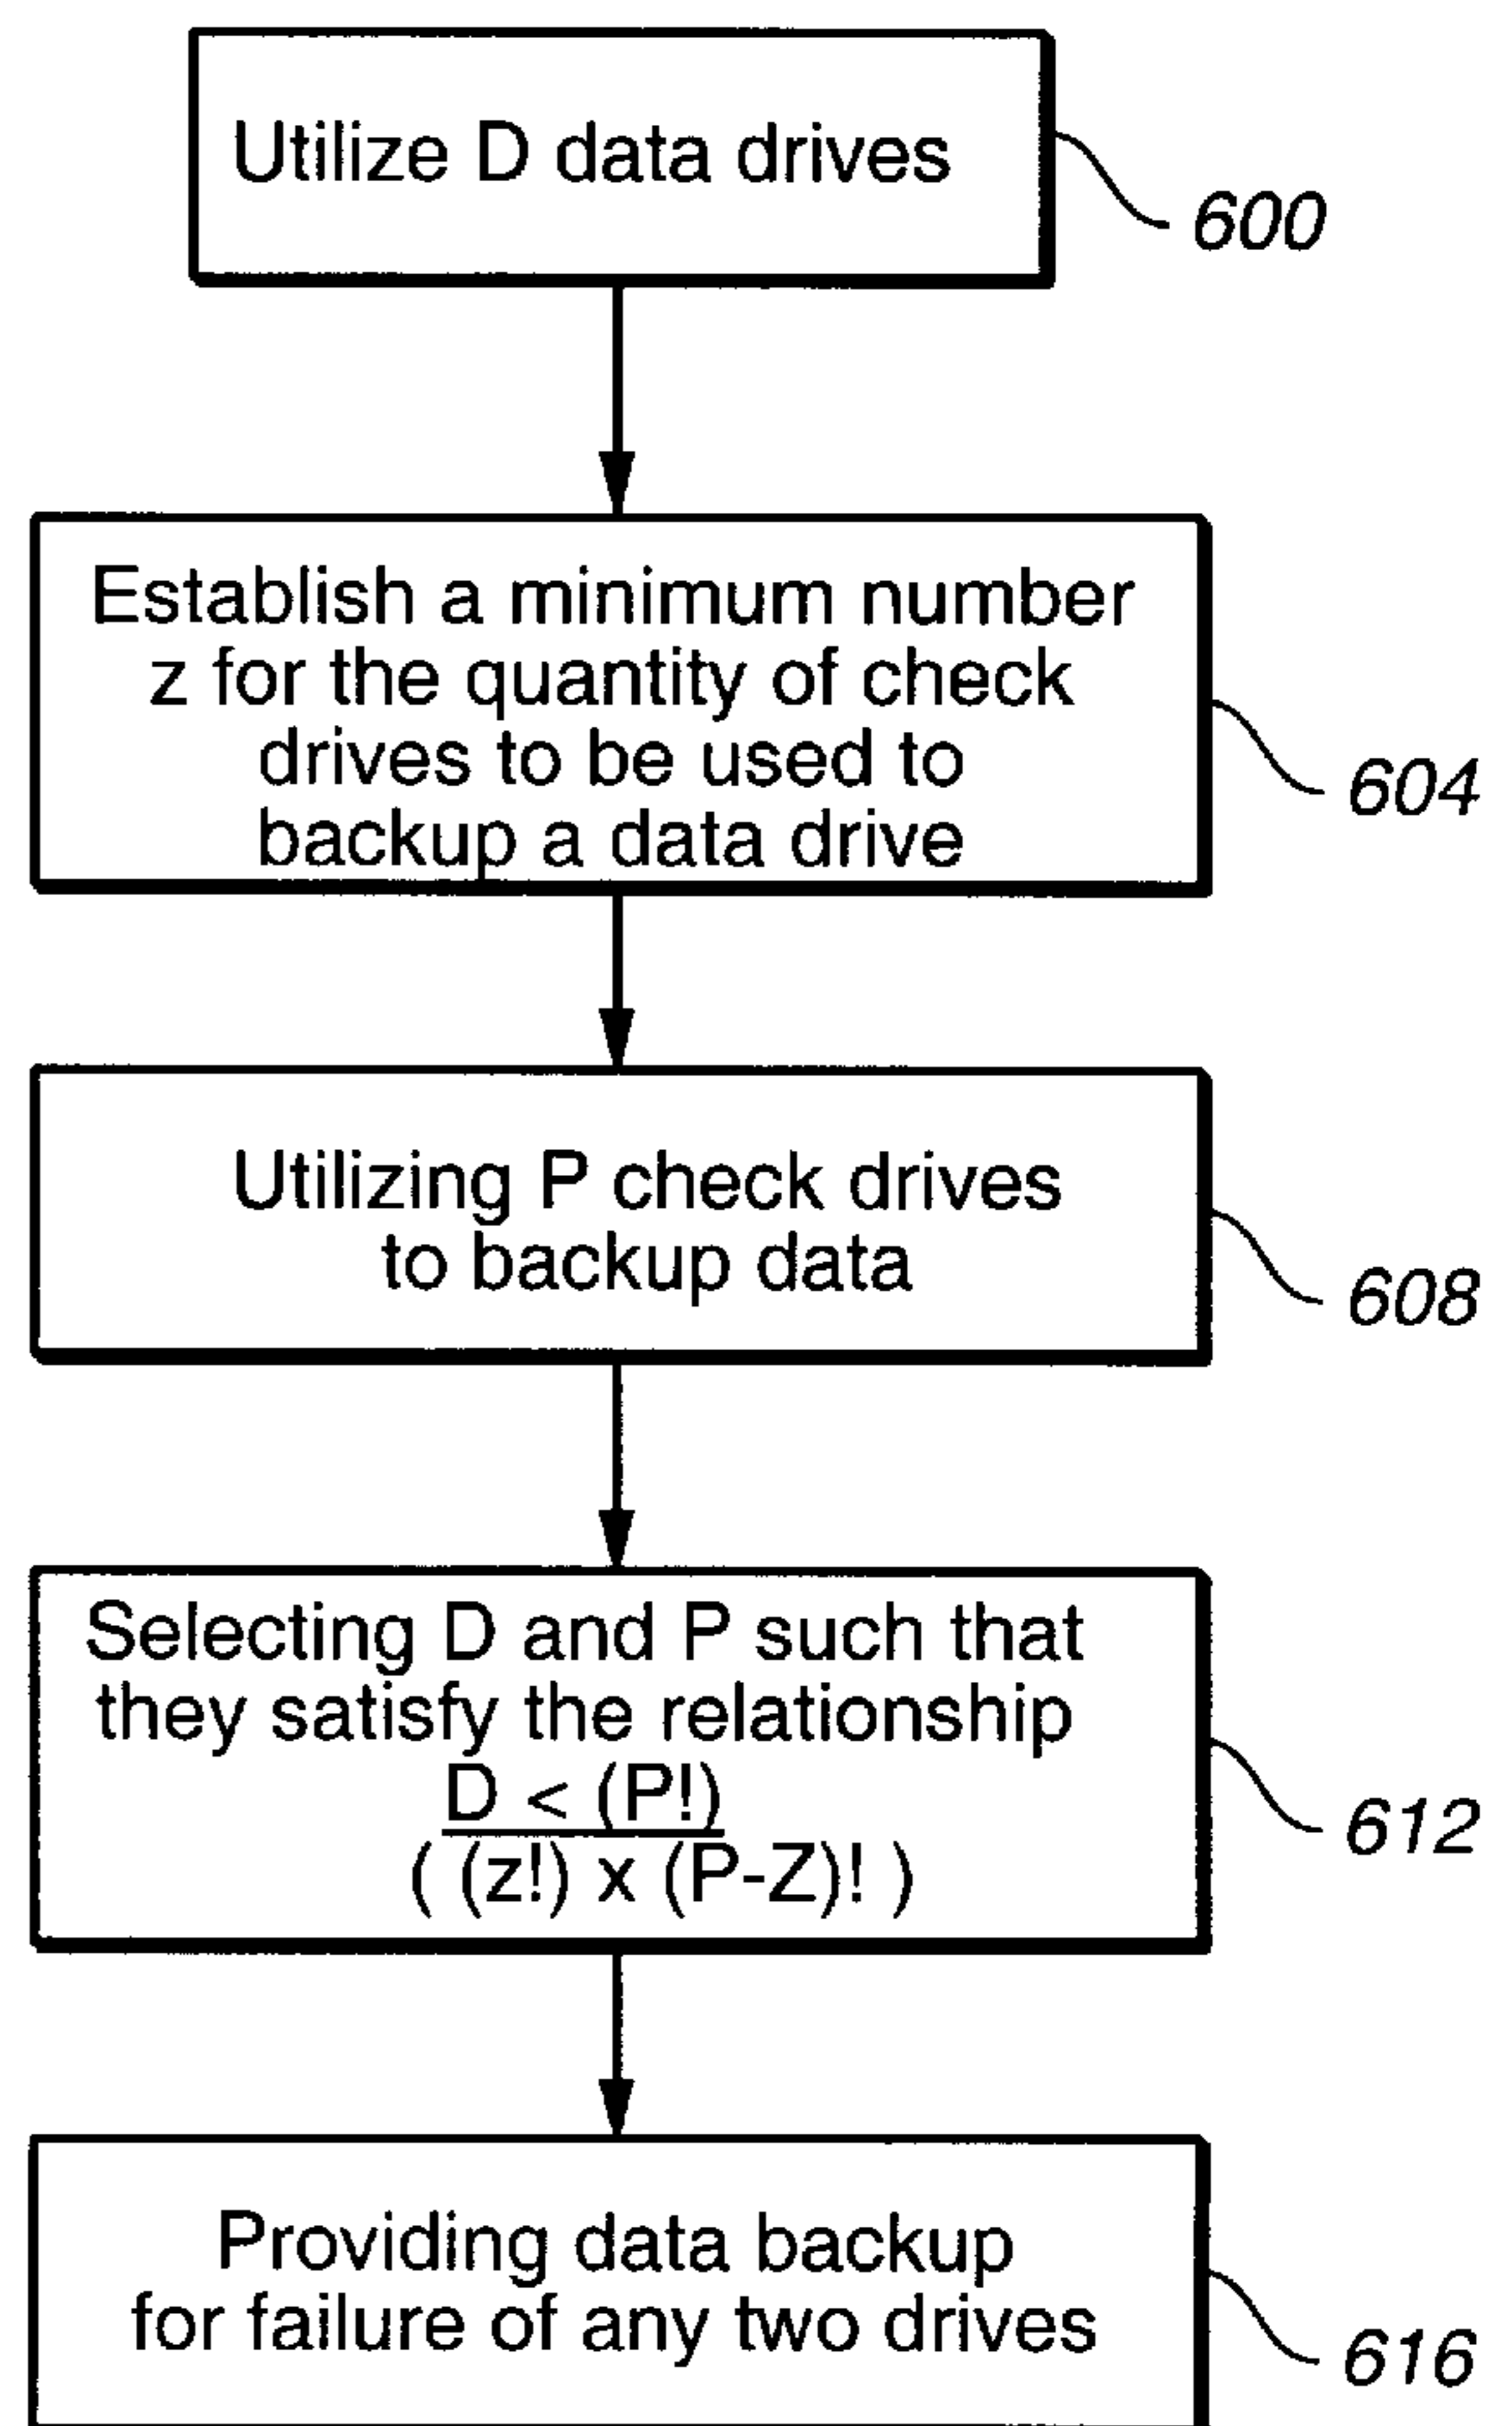 Utilize D data drives
600
Establish a minimum number
z for the quantity of check
drives to be used to
backup a data drive
604
Utilizing P check drives
to backup data
608
Selecting D and P such that
they satisfy the relationship
D < (P!)
( (z!) x (P-Z)! )
612
Providing data backup
for failure of any two drives
616